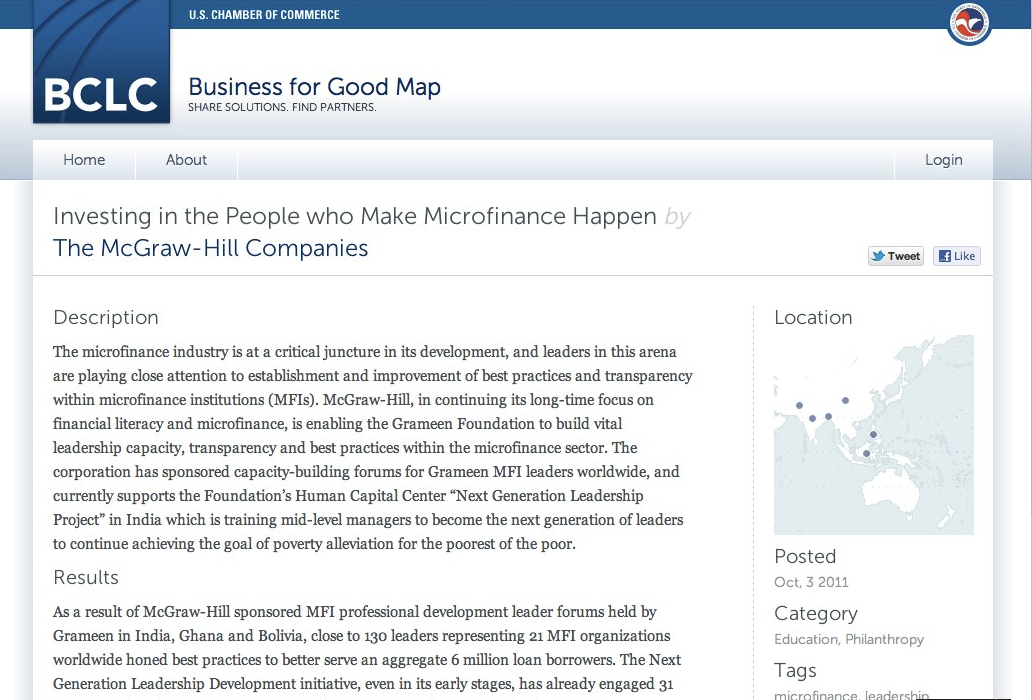 U.S. CHAMBER OF COMMERCE
BCLC
Business for Good Map
SHARE SOLUTIONS. FIND PARTNERS.
Home
About
Login
Investing in the People who Make Microfinance Happen by
The McGraw-Hill Companies
Tweet
Like
Description
The microfinance industry is at a critical juncture in its development, and leaders in this arena
are playing close attention to establishment and improvement of best practices and transparency
within microfinance institutions (MFIs). McGraw-Hill, in continuing its long-time focus on
financial literacy and microfinance, is enabling the Grameen Foundation to build vital
leadership capacity, transparency and best practices within the microfinance sector. The
corporation has sponsored capacity-building forums for Grameen MFI leaders worldwide, and
currently supports the Foundation’s Human Capital Center “Next Generation Leadership
Project” in India which is training mid-level managers to become the next generation of leaders
to continue achieving the goal of poverty alleviation for the poorest of the poor.
Results
As a result of McGraw-Hill sponsored MFI professional development leader forums held by
Grameen in India, Ghana and Bolivia, close to 130 leaders representing 21 MFI organizations
worldwide honed best practices to better serve an aggregate 6 million loan borrowers. The Next
Generation Leadership Development initiative, even in its early stages, has already engaged 31
Location
Posted
Oct, 3 2011
Category
Education, Philanthropy
Tags
microfinance, leadership